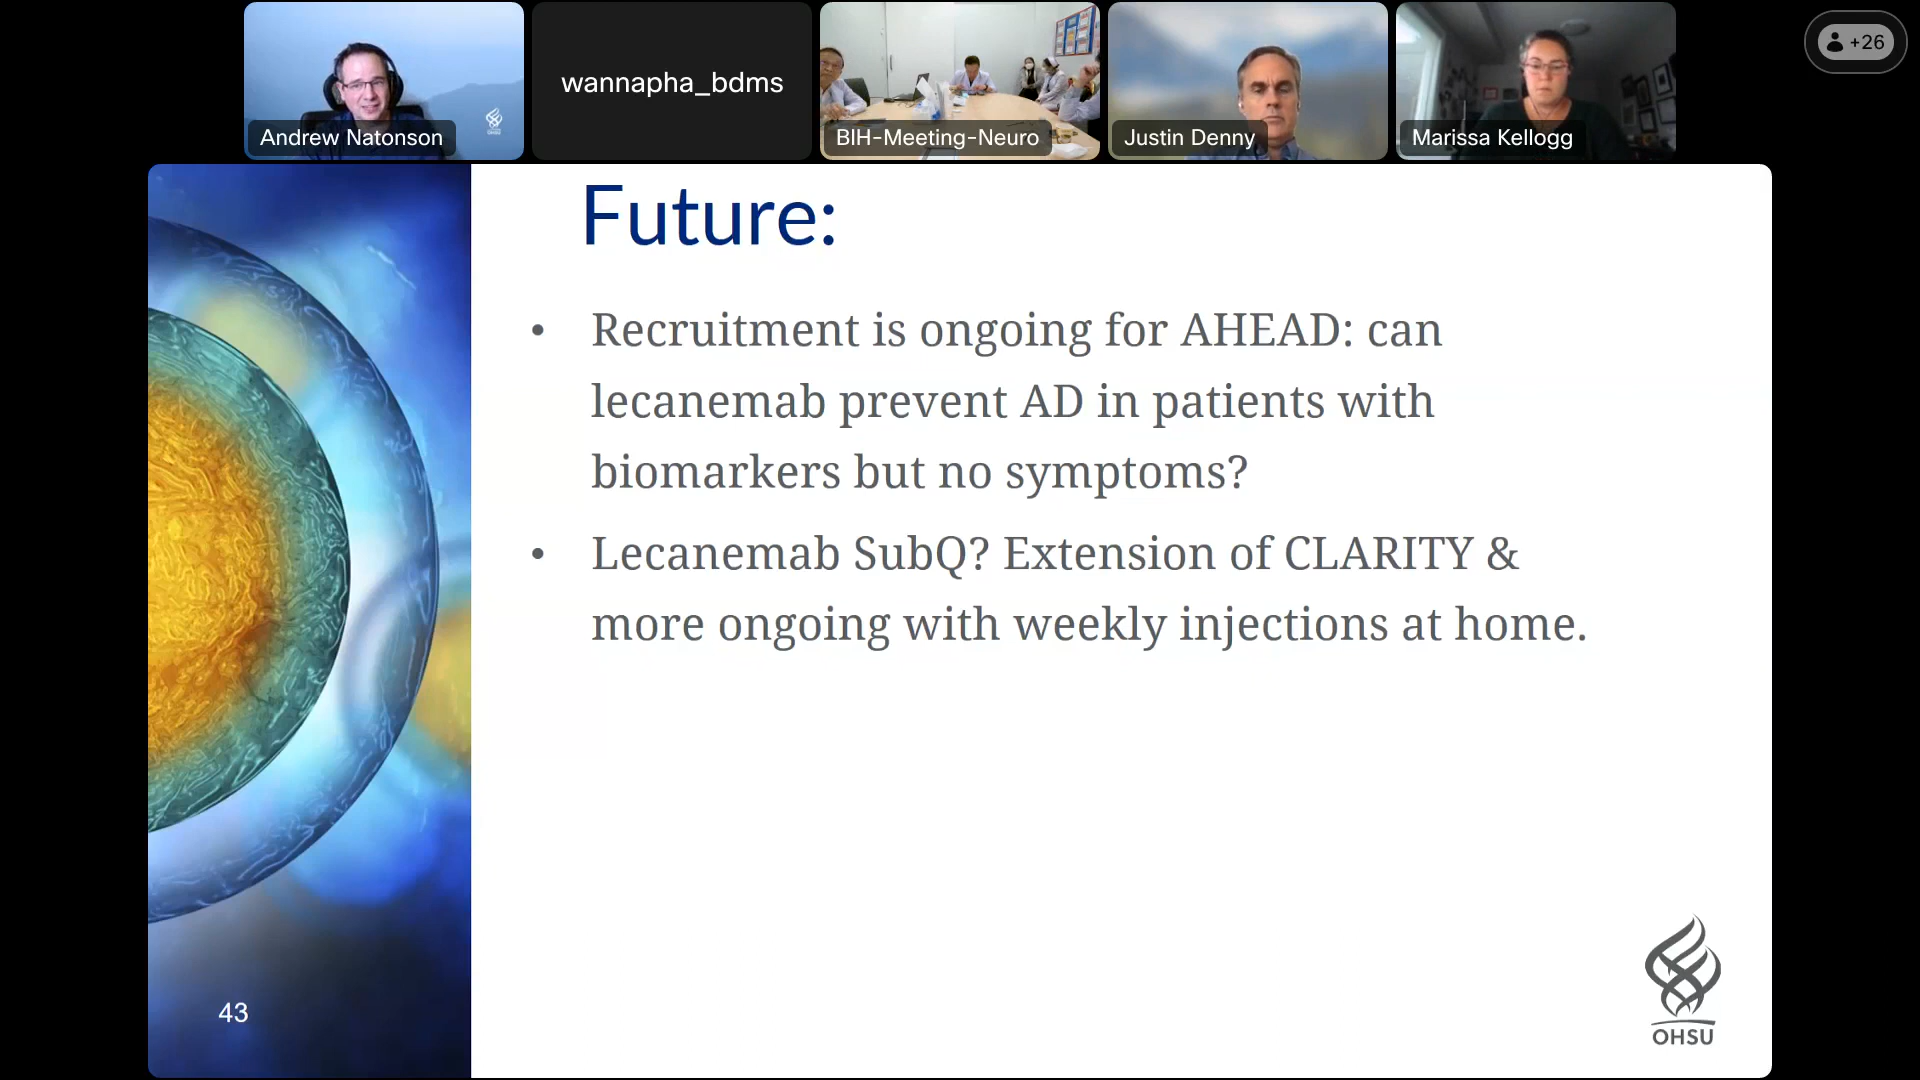 Andrew Natonson
wannapha_bdms
BIH-Meeting-Neuro
Justin Denny
Marissa Kellogg
+26
Future:
• Recruitment is ongoing for AHEAD: can
lecanemab prevent AD in patients with
biomarkers but no symptoms?
• Lecanemab SubQ? Extension of CLARITY &
more ongoing with weekly injections at home.
43
OHSU